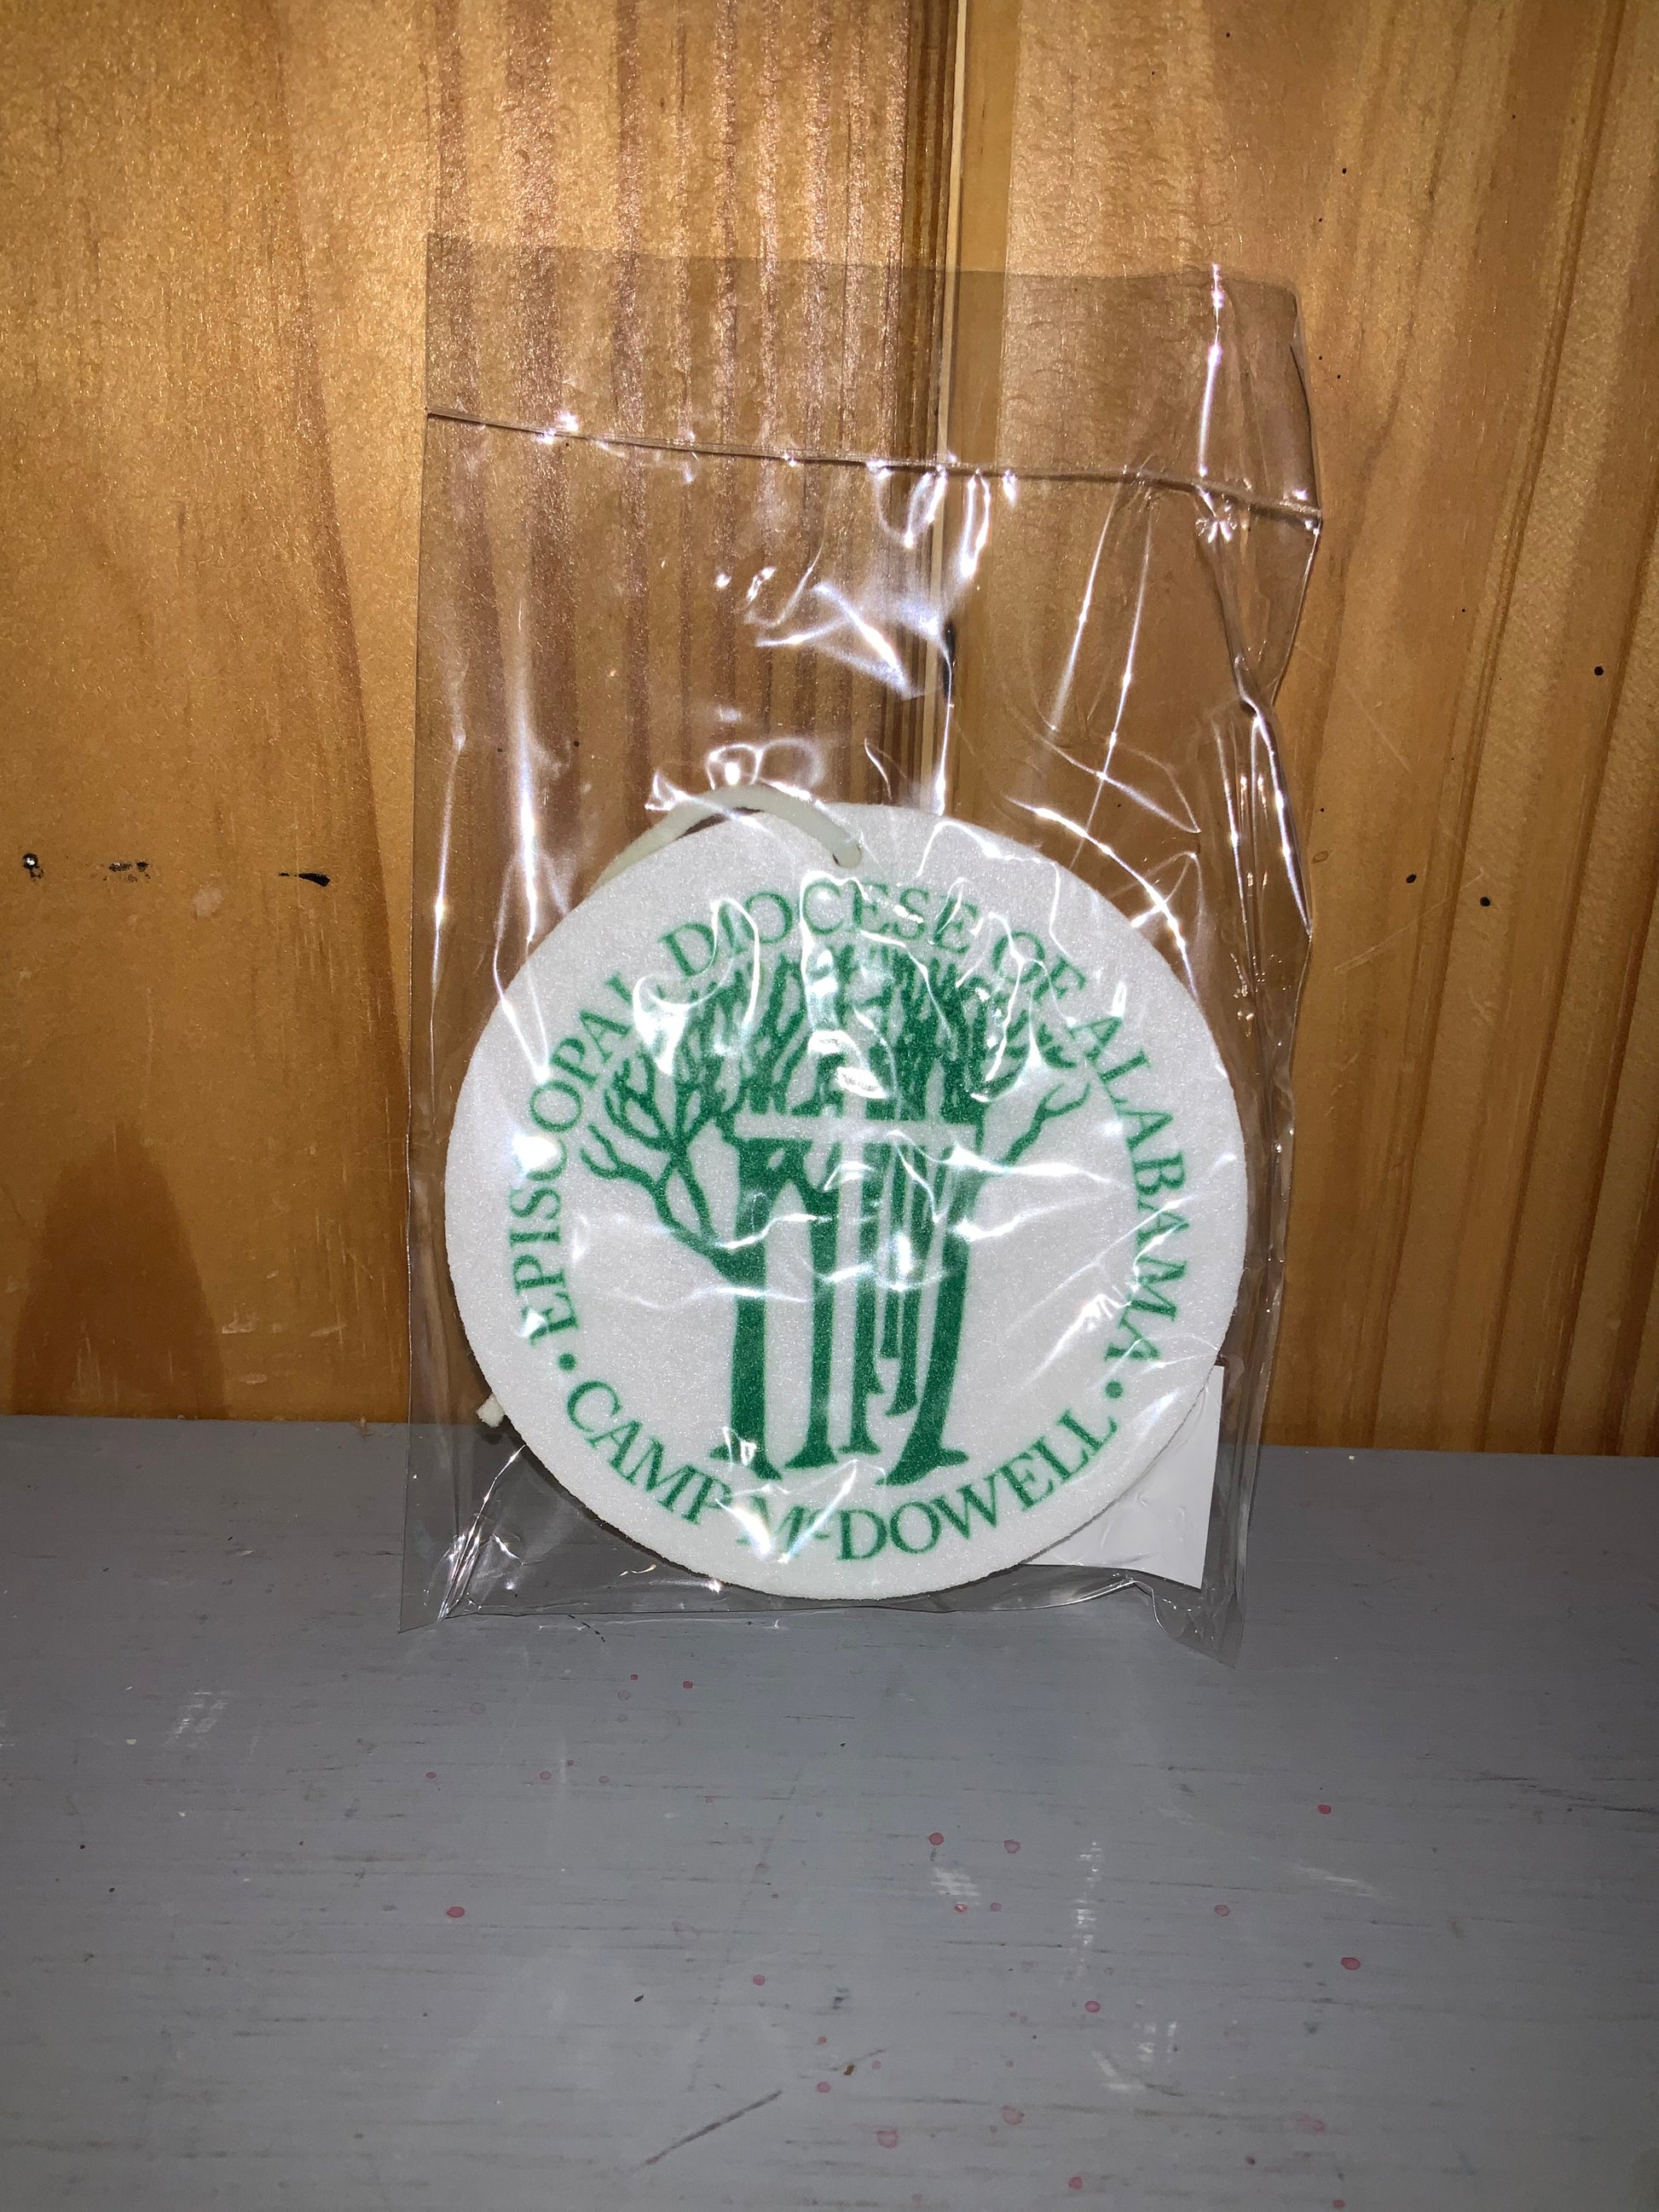 EPISCOPAL DIOCESE OF ALABAMA
• CAMP McDOWELL •